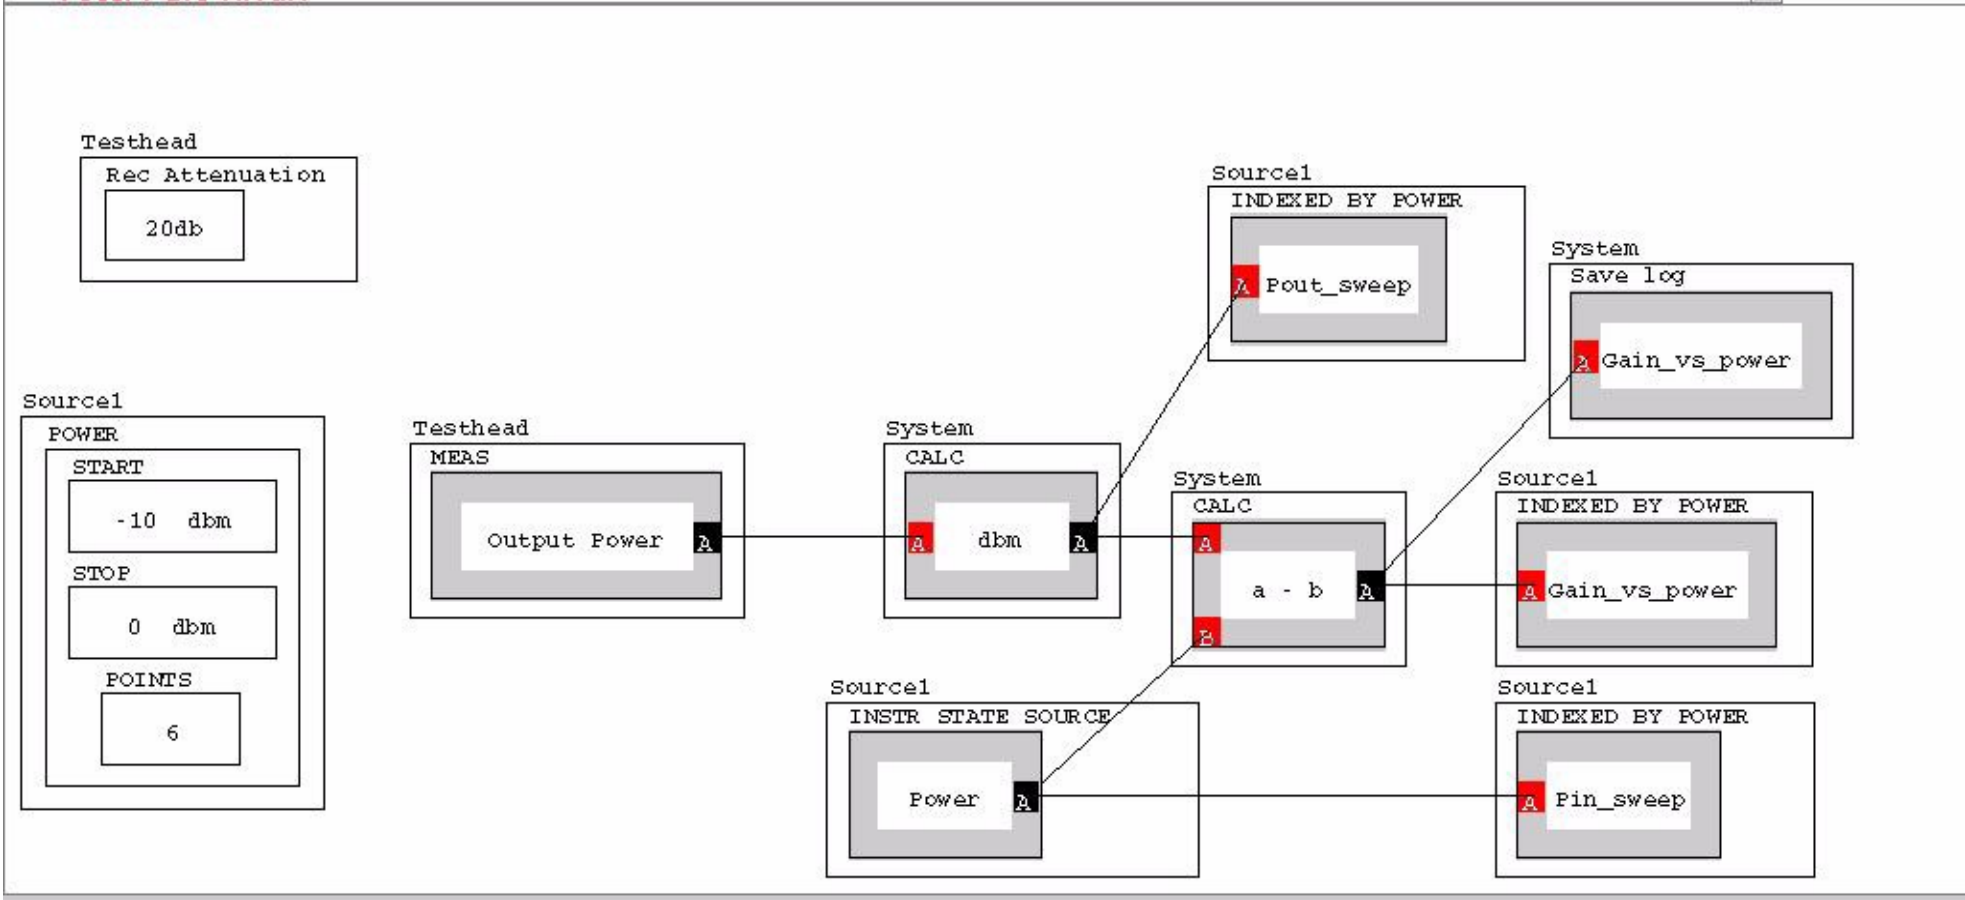 Testhead
Rec Attenuation
20db
Source1
POWER
START
-10 dbm
STOP
0 dbm
POINTS
6
Testhead
MEAS
Output Power A
System
CALC
A dbm A
Source1
INDEXED BY POWER
A Pout_sweep
System
Save log
A Gain_vs_power
System
CALC
A
a - b A
B
Source1
INDEXED BY POWER
A Gain_vs_power
Source1
INSTR STATE SOURCE
Power A
Source1
INDEXED BY POWER
A Pin_sweep